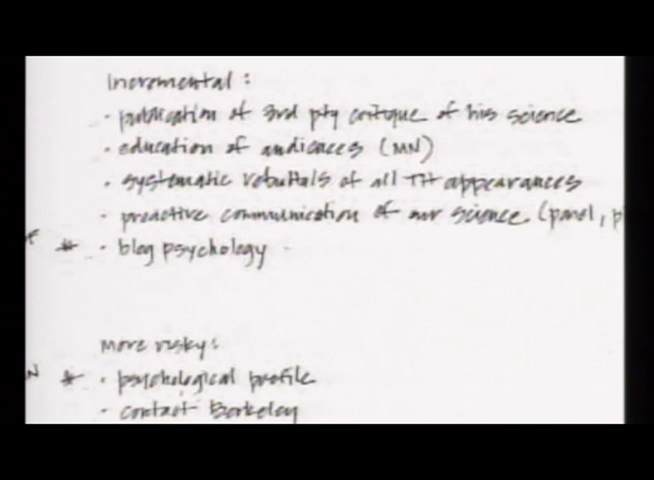 Incremental:
· publication of 3rd pty critique of his science
· education of audiences (MN)
· systematic rebuttals of all TH appearances
· proactive communication of our science (panel, p
* · blog psychology
More risky:
* · psychological profile
· contact Berkeley